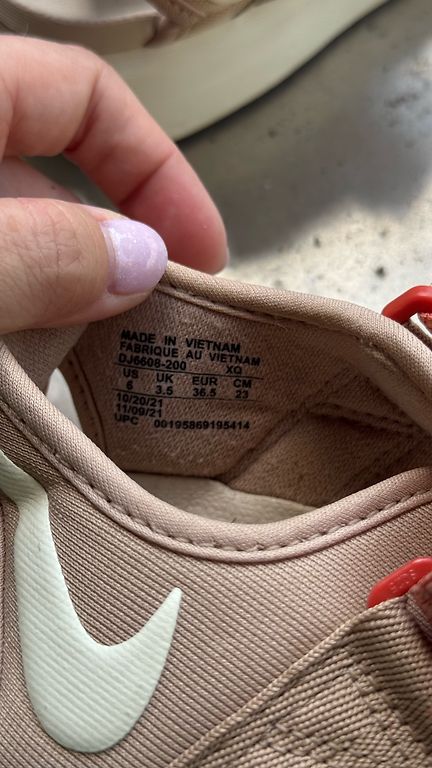 MADE IN VIETNAM
FABRIQUE AU VIETNAM
DJ6608-200 XQ
US UK EUR CM
6 3.5 36.5 23
10/20/21
11/09/21
UPC 00195869195414